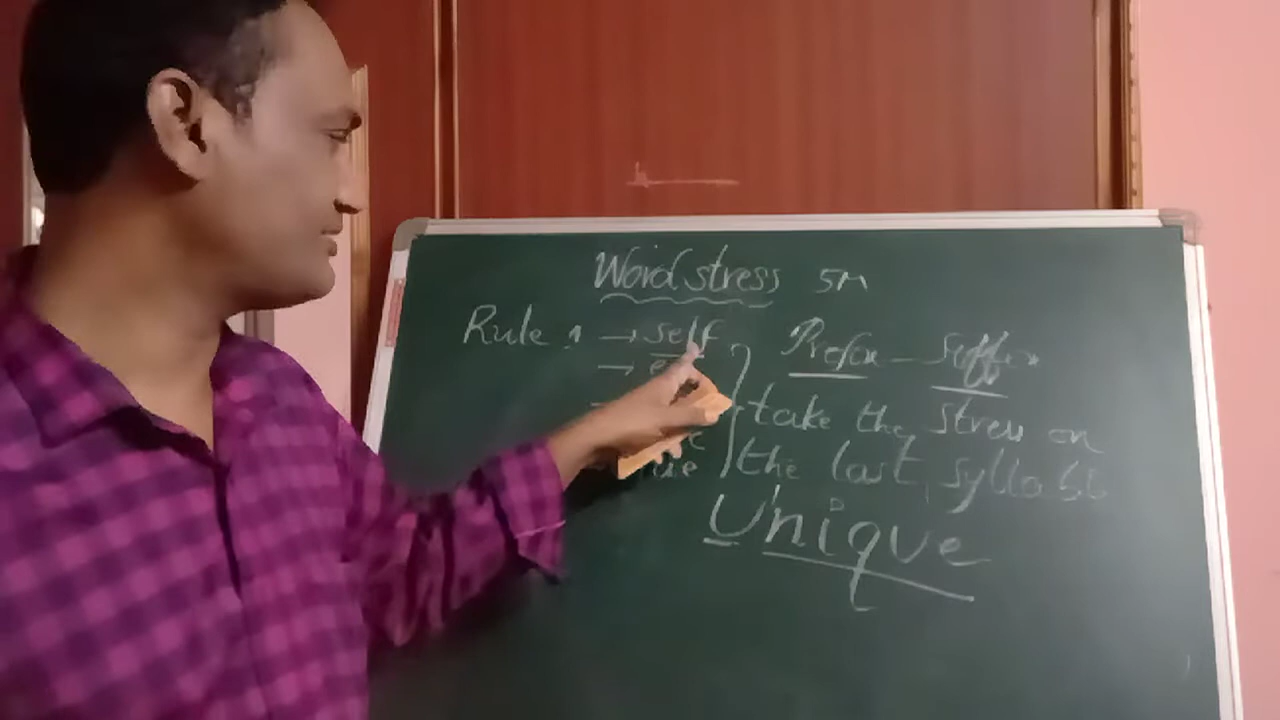 Word stress 5M
Rule 1 → self Prefix - Suffix
→
take the stress on
the last syllable
Unique